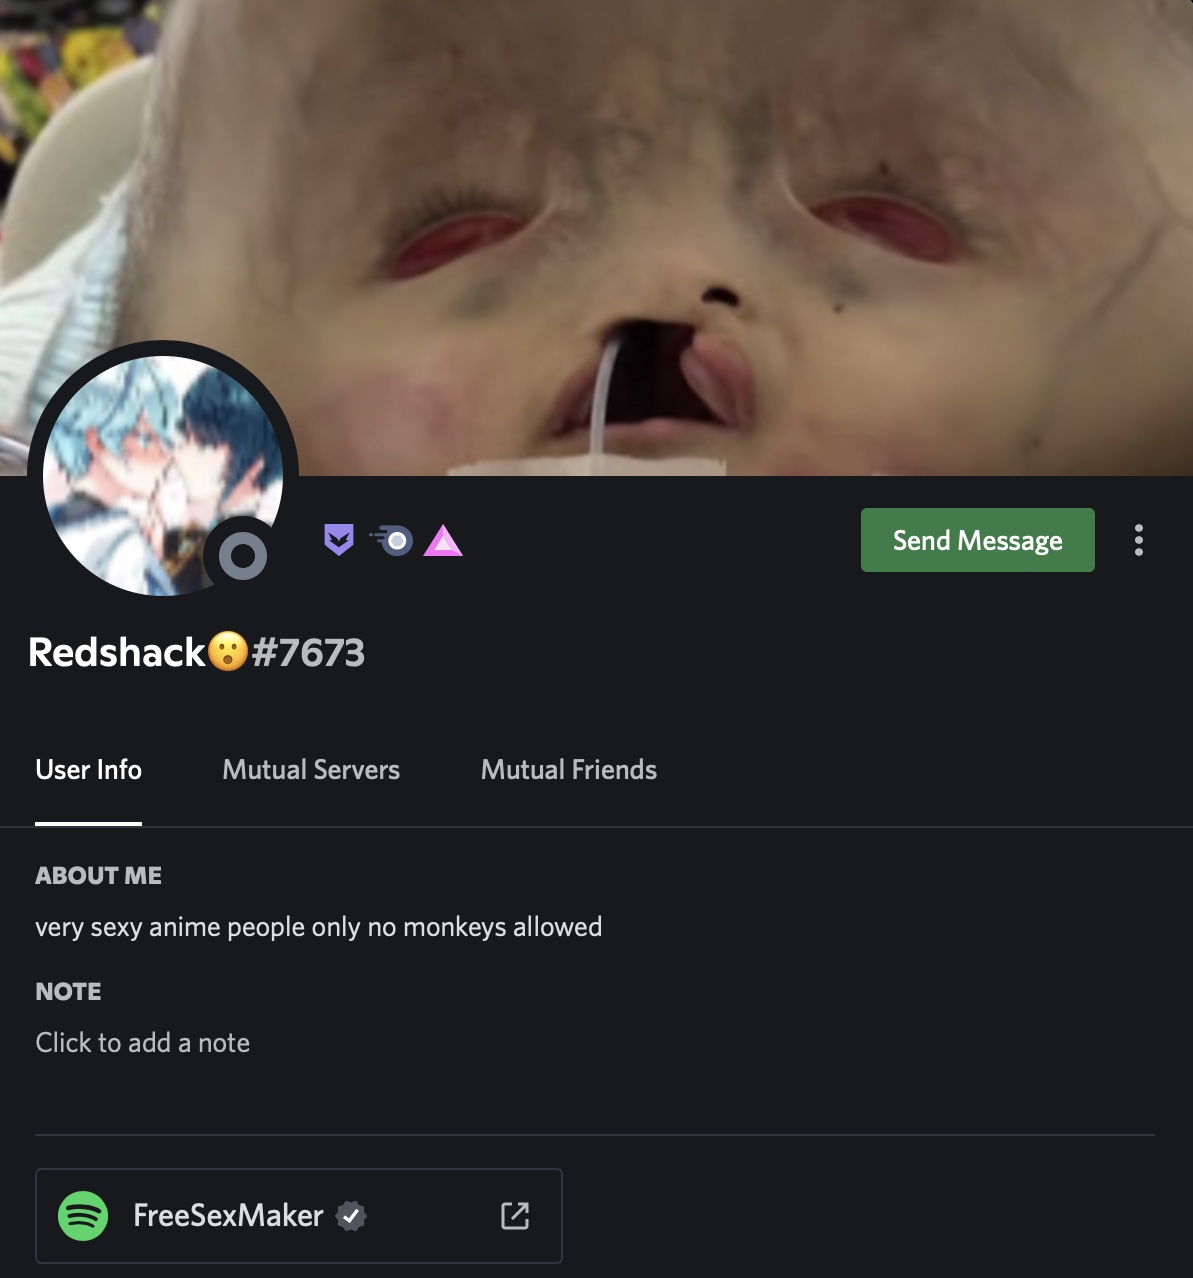 Send Message
Redshack😮#7673
User Info
Mutual Servers
Mutual Friends
ABOUT ME
very sexy anime people only no monkeys allowed
NOTE
Click to add a note
FreeSexMaker